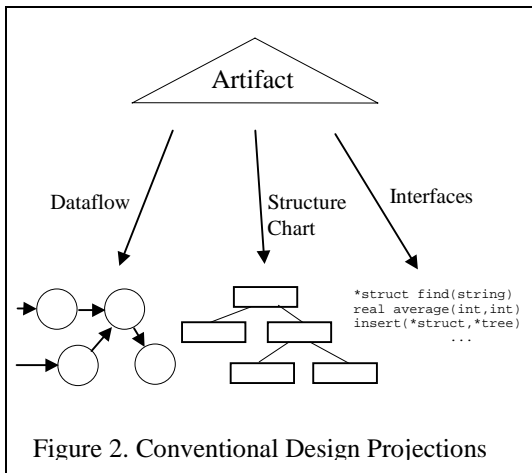 Artifact
Dataflow
Structure
Chart
Interfaces
*struct find(string)
real average(int,int)
insert(*struct,*tree)
...
Figure 2. Conventional Design Projections